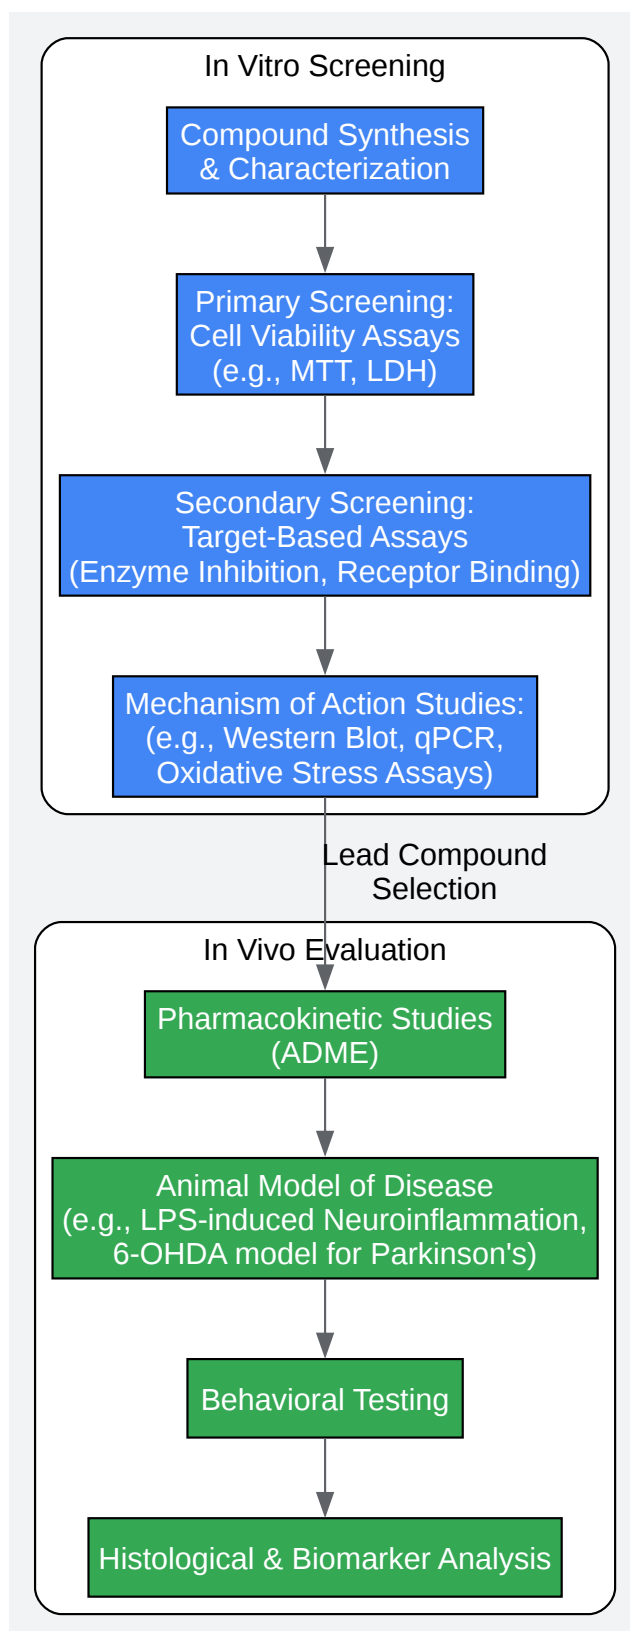 In Vitro Screening
Compound Synthesis
& Characterization
Primary Screening:
Cell Viability Assays
(e.g., MTT, LDH)
Secondary Screening:
Target-Based Assays
(Enzyme Inhibition, Receptor Binding)
Mechanism of Action Studies:
(e.g., Western Blot, qPCR,
Oxidative Stress Assays)
Lead Compound
Selection
In Vivo Evaluation
Pharmacokinetic Studies
(ADME)
Animal Model of Disease
(e.g., LPS-induced Neuroinflammation,
6-OHDA model for Parkinson's)
Behavioral Testing
Histological & Biomarker Analysis